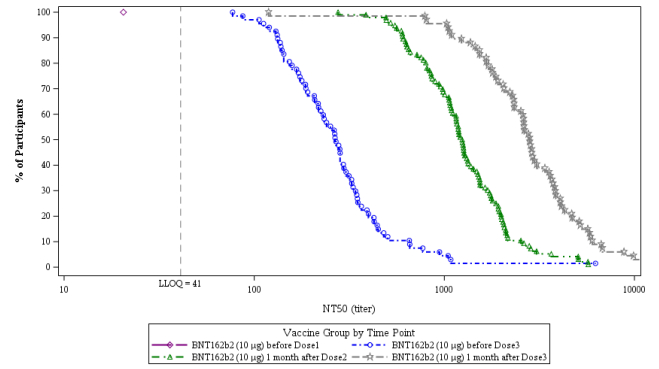 100
90
80
70
60
50
40
30
20
10
0
% of Participants
10
100
1000
10000
LLOQ = 41
NT50 (titer)
Vaccine Group by Time Point
BNT162b2 (10 µg) before Dose1
BNT162b2 (10 µg) before Dose3
BNT162b2 (10 µg) 1 month after Dose2
BNT162b2 (10 µg) 1 month after Dose3